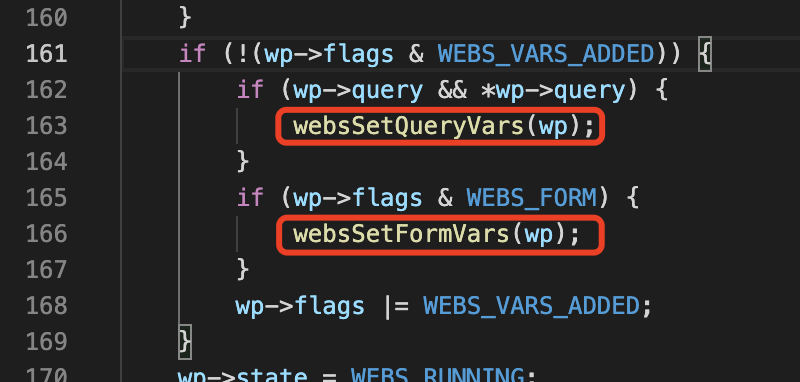 160 }
161 if (!(wp->flags & WEBS_VARS_ADDED)) {
162 if (wp->query && *wp->query) {
163 websSetQueryVars(wp);
164 }
165 if (wp->flags & WEBS_FORM) {
166 websSetFormVars(wp);
167 }
168 wp->flags |= WEBS_VARS_ADDED;
169 }
170 wp->state = WEBS_RUNNING;